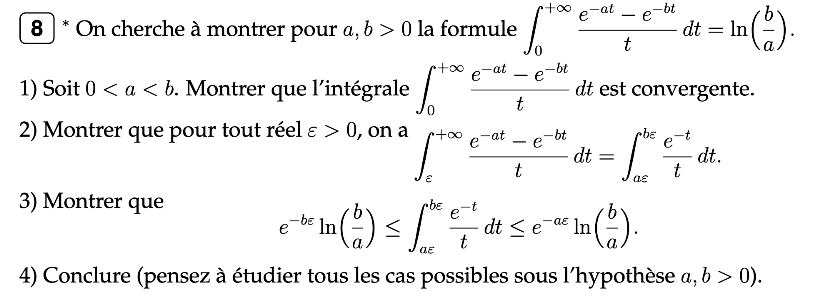 8 * On cherche à montrer pour $a, b > 0$ la formule $\int_0^{+\infty} \frac{e^{-at} - e^{-bt}}{t} \, dt = \ln\left(\frac{b}{a}\right)$.
1) Soit $0 < a < b$. Montrer que l'intégrale $\int_0^{+\infty} \frac{e^{-at} - e^{-bt}}{t} \, dt$ est convergente.
2) Montrer que pour tout réel $\varepsilon > 0$, on a $\int_\varepsilon^{+\infty} \frac{e^{-at} - e^{-bt}}{t} \, dt = \int_{a\varepsilon}^{b\varepsilon} \frac{e^{-t}}{t} \, dt$.
3) Montrer que
$e^{-b\varepsilon} \ln\left(\frac{b}{a}\right) \leq \int_{a\varepsilon}^{b\varepsilon} \frac{e^{-t}}{t} \, dt \leq e^{-a\varepsilon} \ln\left(\frac{b}{a}\right)$.
4) Conclure (pensez à étudier tous les cas possibles sous l'hypothèse $a, b > 0$).